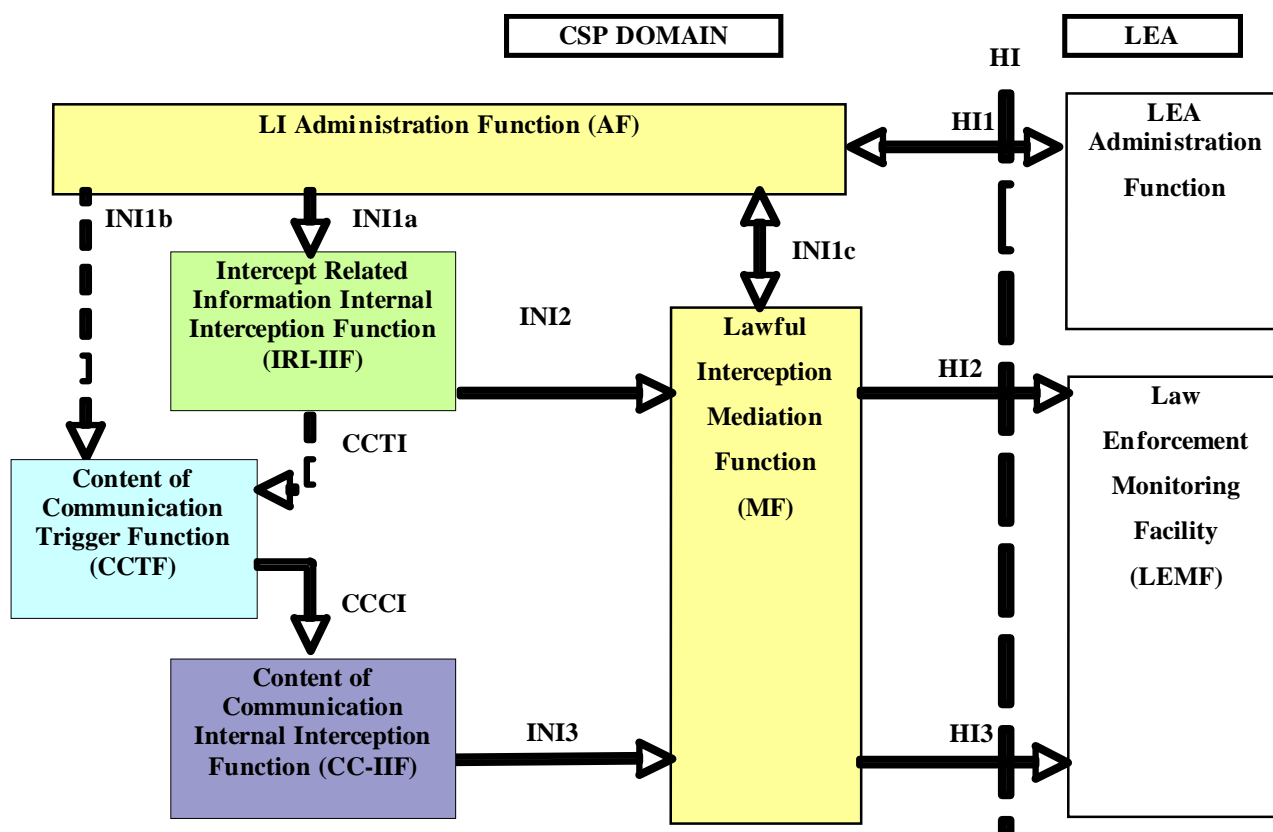 CSP DOMAIN
LEA
HI
LI Administration Function (AF)
HI1
LEA
Administration
Function
INI1b
INI1a
INI1c
Intercept Related
Information Internal
Interception Function
(IRI-IIF)
INI2
Lawful
Interception
Mediation
Function
(MF)
HI2
Law
Enforcement
Monitoring
Facility
(LEMF)
CCTI
Content of
Communication
Trigger Function
(CCTF)
CCCI
Content of
Communication
Internal Interception
Function (CC-IIF)
INI3
HI3